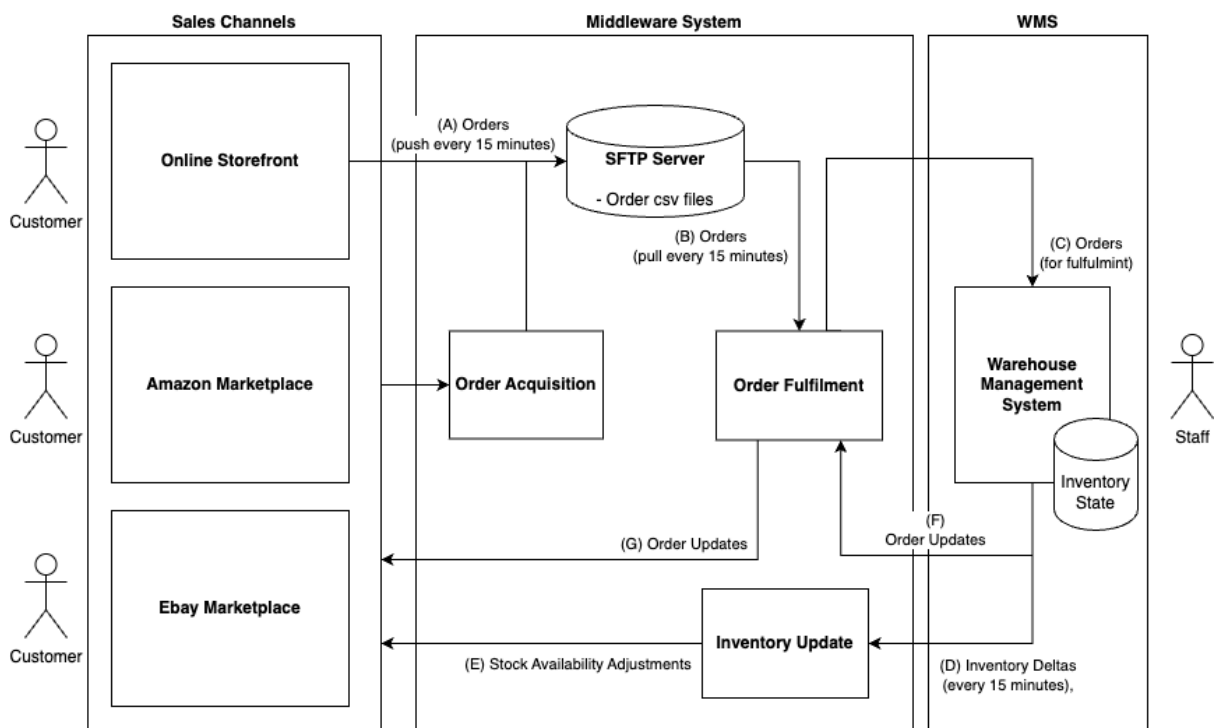 Sales Channels
Middleware System
WMS
Online Storefront
Customer
(A) Orders
(push every 15 minutes)
SFTP Server
- Order csv files
(B) Orders
(pull every 15 minutes)
(C) Orders
(for fulfulmint)
Amazon Marketplace
Customer
Order Acquisition
Order Fulfilment
Warehouse
Management
System
Inventory
State
Staff
(F)
Order Updates
(G) Order Updates
Ebay Marketplace
Customer
Inventory Update
(E) Stock Availability Adjustments
(D) Inventory Deltas
(every 15 minutes),